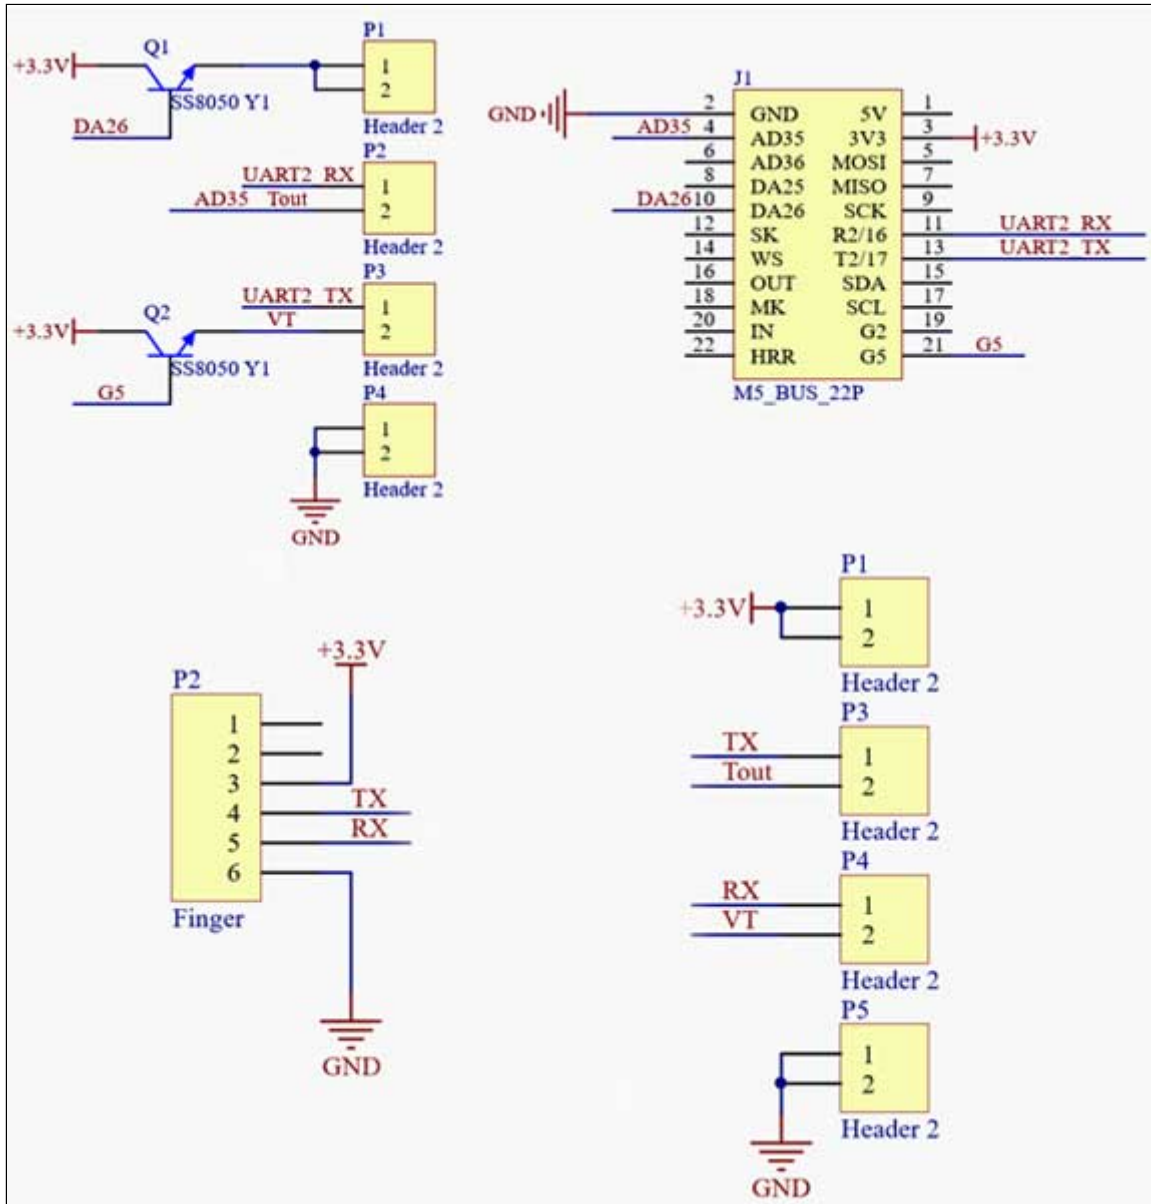 P1
Q1
+3.3V
1
2
SS8050 Y1
DA26
Header 2
P2
UART2_RX
1
AD35 Tout
2
Header 2
P3
UART2_TX
1
Q2
+3.3V
VT
2
SS8050 Y1
Header 2
G5
P4
1
2
Header 2
GND
J1
GND
2 GND 5V 1
AD35 4 AD35 3V3 3 +3.3V
6 AD36 MOSI 5
8 DA25 MISO 7
DA26 10 DA26 SCK 9
12 SK R2/16 11 UART2_RX
14 WS T2/17 13 UART2_TX
16 OUT SDA 15
18 MK SCL 17
20 IN G2 19
22 HRR G5 21 G5
M5_BUS_22P
+3.3V
P2
1
2
3
4 TX
5 RX
6
Finger
GND
P1
+3.3V 1
2
Header 2
P3
TX 1
Tout 2
Header 2
P4
RX 1
VT 2
Header 2
P5
1
2
Header 2
GND